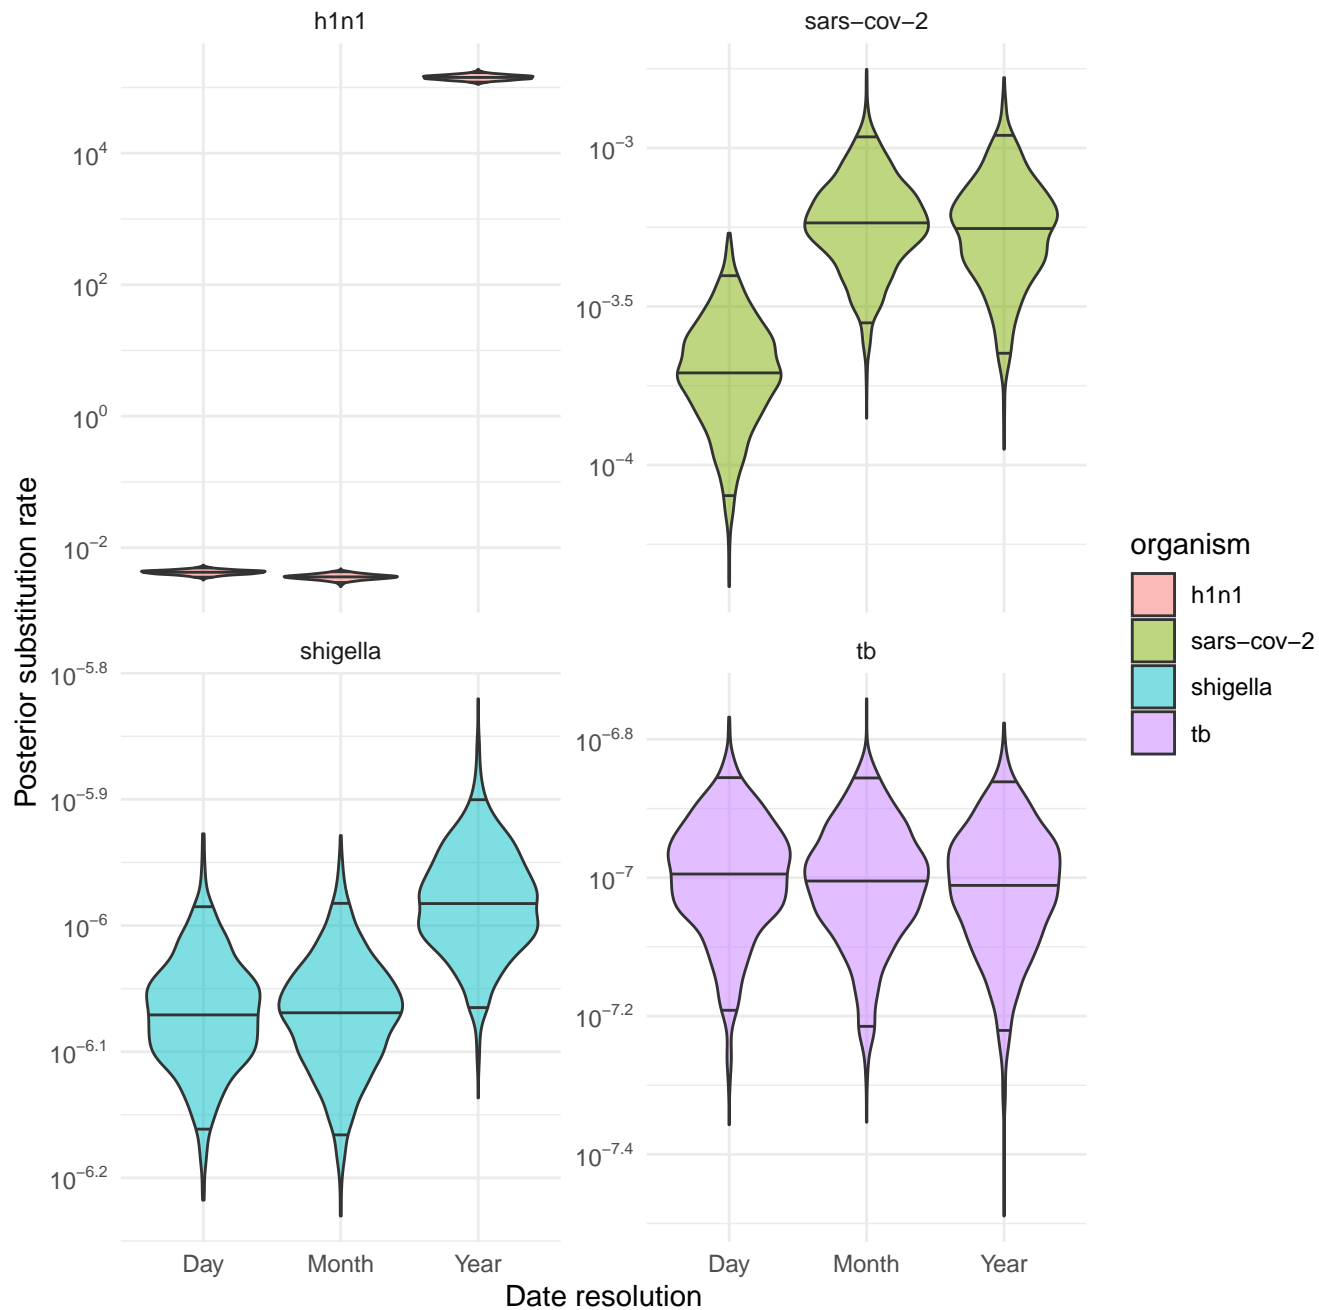 h1n1
sars−cov−2
10^4
10^2
10^0
10^−2
10^−3
10^−3.5
10^−4
Posterior substitution rate
shigella
tb
10^−5.8
10^−5.9
10^−6
10^−6.1
10^−6.2
10^−6.8
10^−7
10^−7.2
10^−7.4
Day Month Year
Day Month Year
Date resolution
organism
h1n1
sars−cov−2
shigella
tb